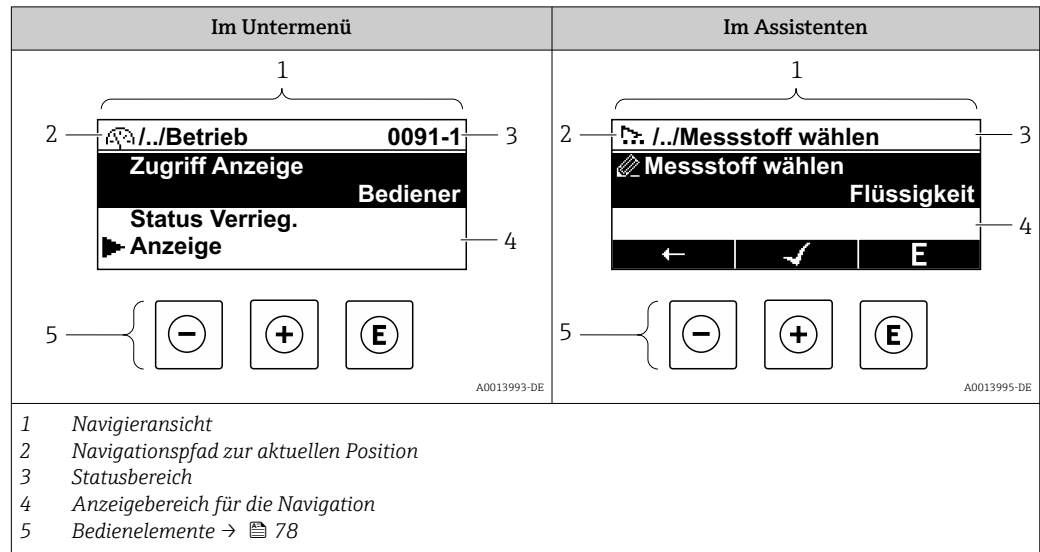 Im Untermenü
Im Assistenten
1
2
/../Betrieb 0091-1
3
Zugriff Anzeige
Bediener
Status Verrieg.
Anzeige
4
5
- + E
A0013993-DE
1
2
/../Messstoff wählen
3
Messstoff wählen
Flüssigkeit
4
← ✓ E
5
- + E
A0013995-DE
1 Navigieransicht
2 Navigationspfad zur aktuellen Position
3 Statusbereich
4 Anzeigebereich für die Navigation
5 Bedienelemente → 78